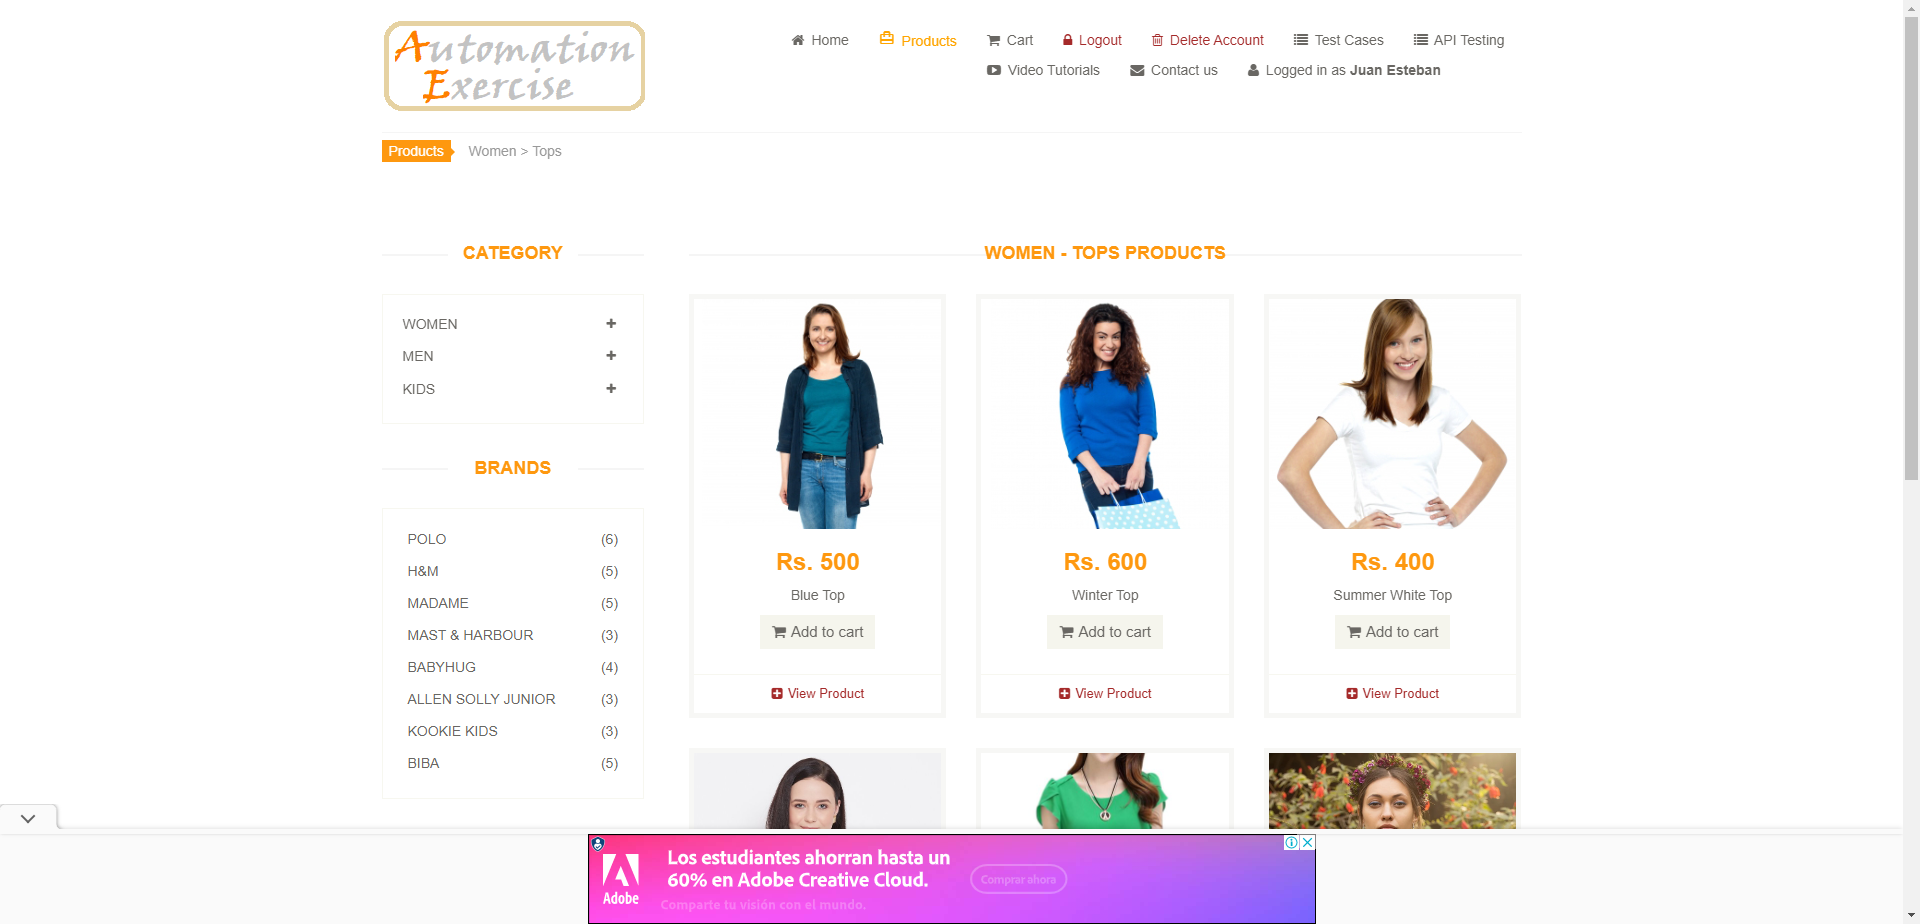 Automation
Exercise
Home
Products
Cart
Logout
Delete Account
Test Cases
API Testing
Video Tutorials
Contact us
Logged in as Juan Esteban
Products
Women > Tops
CATEGORY
WOMEN
MEN
KIDS
BRANDS
POLO (6)
H&M (5)
MADAME (5)
MAST & HARBOUR (3)
BABYHUG (4)
ALLEN SOLLY JUNIOR (3)
KOOKIE KIDS (3)
BIBA (5)
WOMEN - TOPS PRODUCTS
Rs. 500
Blue Top
Add to cart
View Product
Rs. 600
Winter Top
Add to cart
View Product
Rs. 400
Summer White Top
Add to cart
View Product
Adobe
Los estudiantes ahorran hasta un
60% en Adobe Creative Cloud.
Comparte tu visión con el mundo.
Comprar ahora